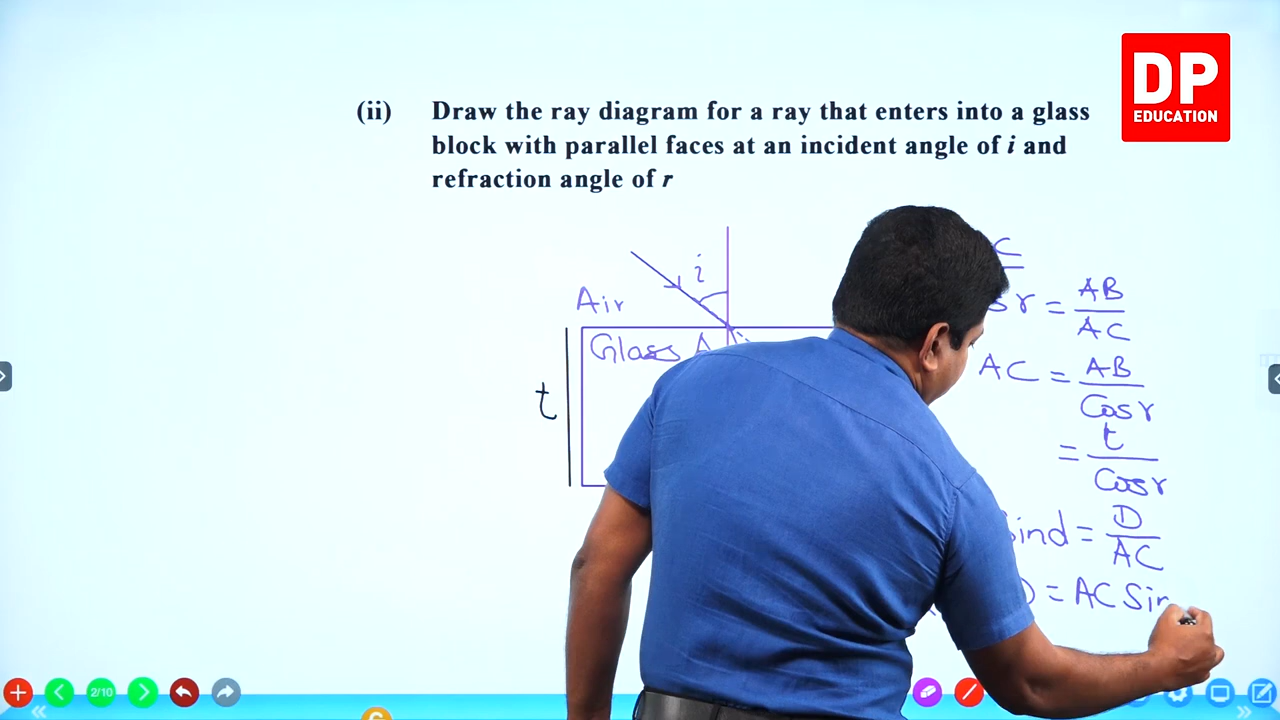 DP
EDUCATION
(ii) Draw the ray diagram for a ray that enters into a glass
block with parallel faces at an incident angle of i and
refraction angle of r
i
Air
Glass A
t
C
r = AB
AC
AC = AB
Cos r
= t
Cos r
Sin d = D
AC
= AC Sin
2/10